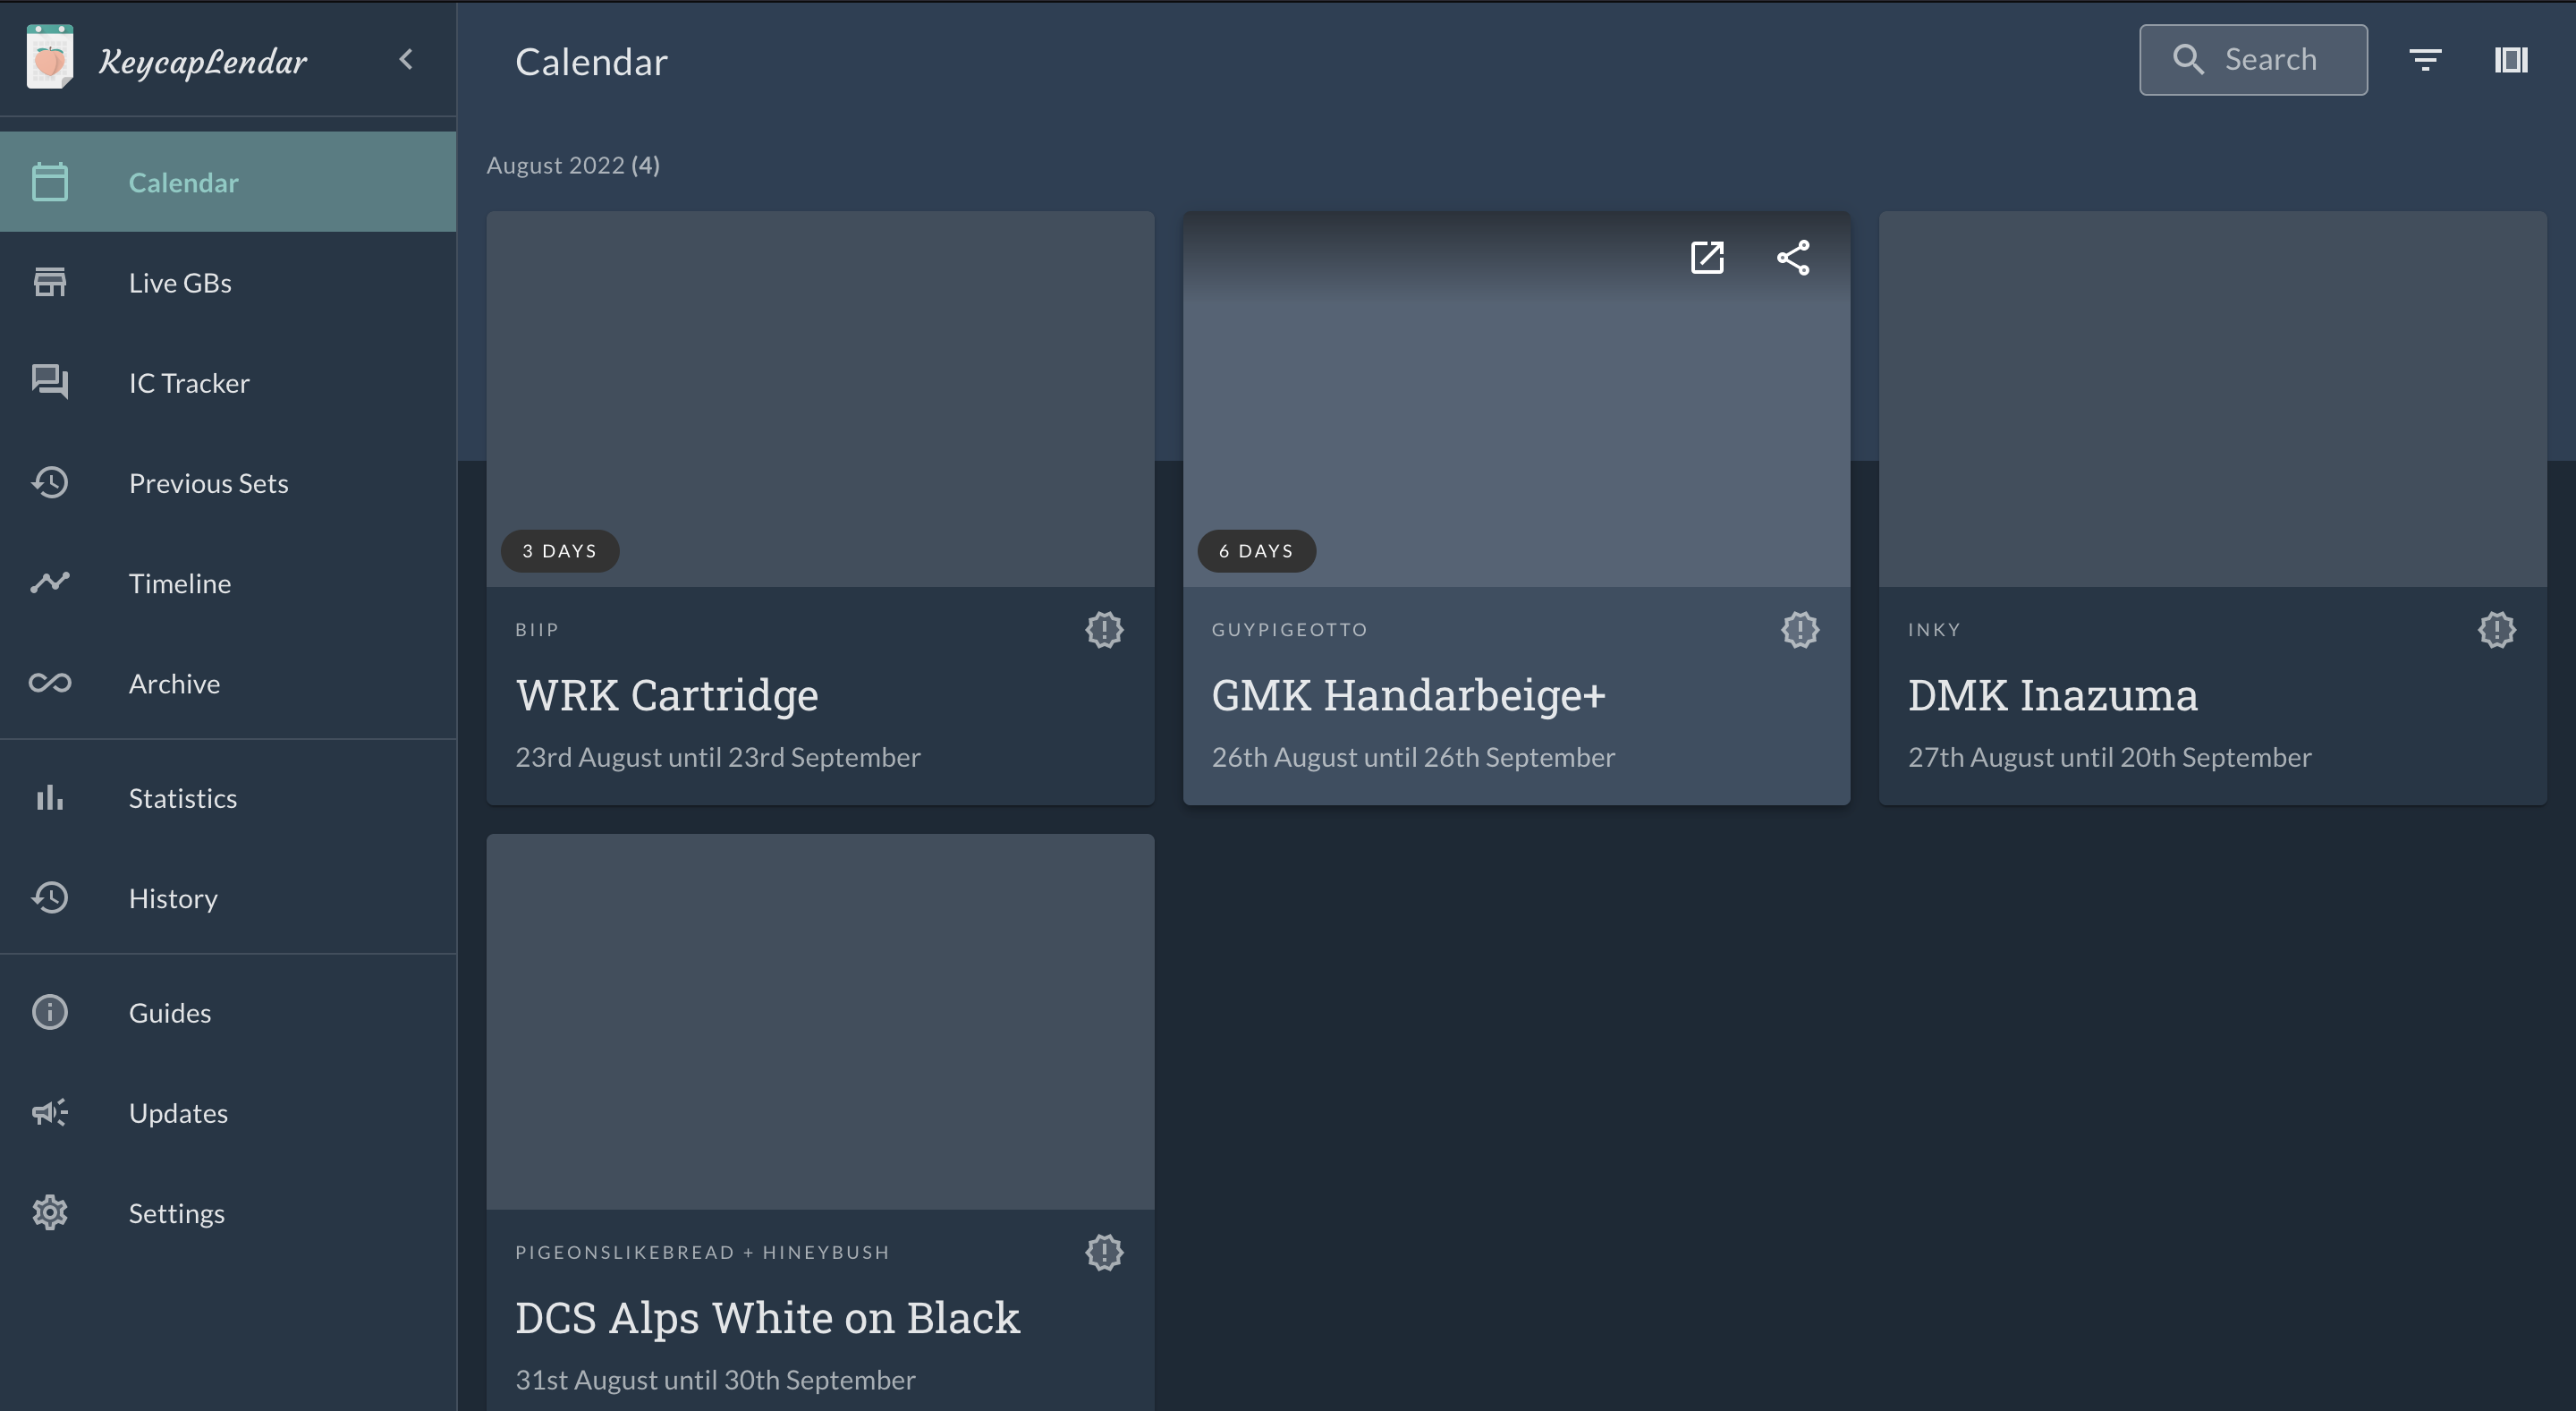 KeycapLendar
Calendar
Live GBs
IC Tracker
Previous Sets
Timeline
Archive
Statistics
History
Guides
Updates
Settings
Calendar
Search
August 2022 (4)
3 DAYS
BIIP
WRK Cartridge
23rd August until 23rd September
6 DAYS
GUYPIGEOTTO
GMK Handarbeige+
26th August until 26th September
INKY
DMK Inazuma
27th August until 20th September
PIGEONSLIKEBREAD + HINEYBUSH
DCS Alps White on Black
31st August until 30th September